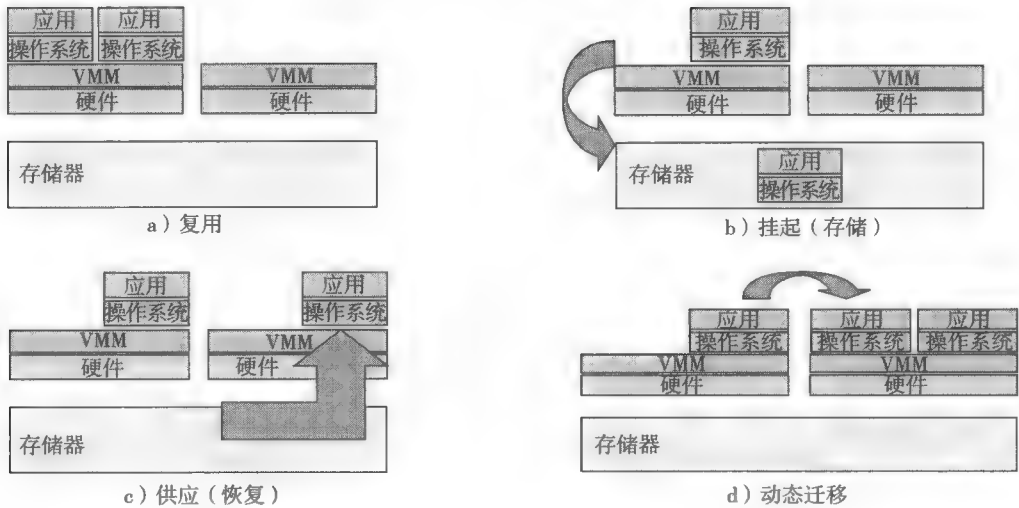 应用 应用
操作系统 操作系统
VMM VMM
硬件 硬件
存储器
a)复用
应用
操作系统
VMM VMM
硬件 硬件
存储器 应用
操作系统
b)挂起(存储)
应用 应用
操作系统 操作系统
VMM VMM
硬件 硬件
存储器
c)供应(恢复)
应用 应用 应用
操作系统 操作系统 操作系统
VMM VMM
硬件 硬件
存储器
d)动态迁移